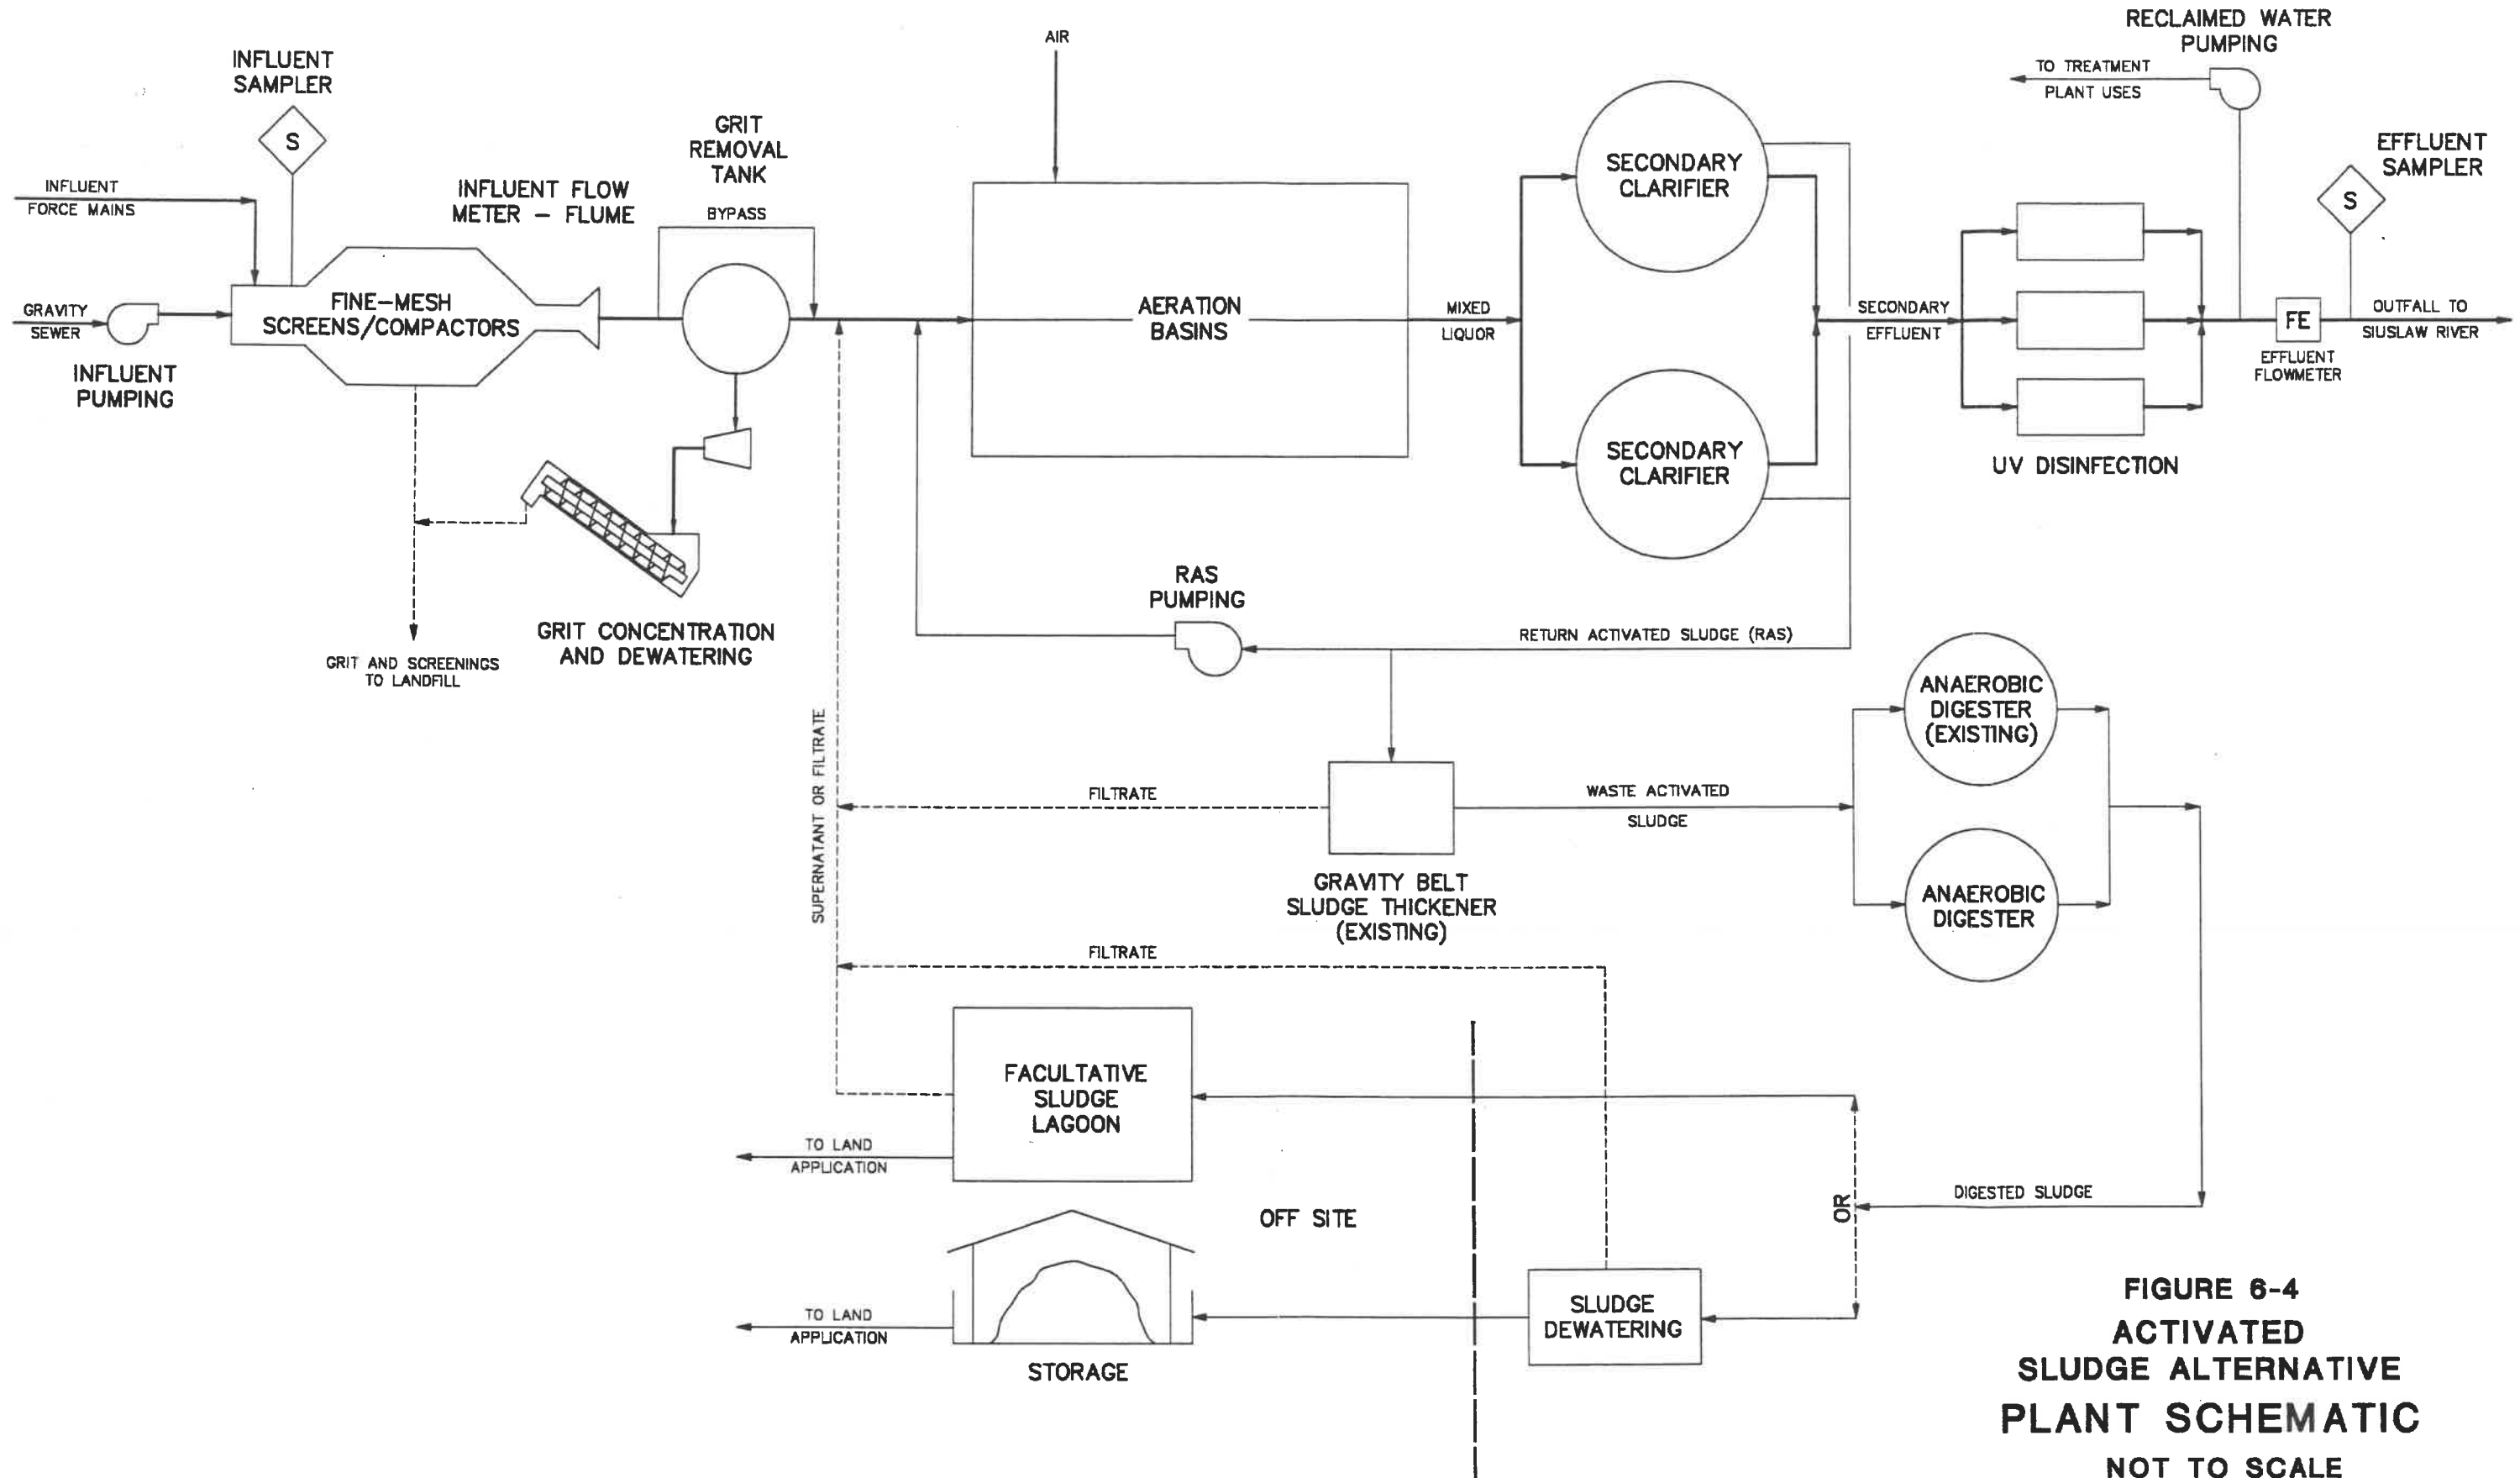 RECLAIMED WATER
PUMPING
TO TREATMENT
PLANT USES
AIR
INFLUENT
SAMPLER
S
GRIT
REMOVAL
TANK
EFFLUENT
SAMPLER
S
INFLUENT
FORCE MAINS
INFLUENT FLOW
METER - FLUME
BYPASS
SECONDARY
CLARIFIER
GRAVITY
SEWER
INFLUENT
PUMPING
FINE-MESH
SCREENS/COMPACTORS
AERATION
BASINS
MIXED
LIQUOR
SECONDARY
EFFLUENT
FE
EFFLUENT
FLOWMETER
OUTFALL TO
SIUSLAW RIVER
SECONDARY
CLARIFIER
UV DISINFECTION
GRIT CONCENTRATION
AND DEWATERING
GRIT AND SCREENINGS
TO LANDFILL
RAS
PUMPING
RETURN ACTIVATED SLUDGE (RAS)
SUPERNATANT OR FILTRATE
FILTRATE
WASTE ACTIVATED
SLUDGE
ANAEROBIC
DIGESTER
(EXISTING)
GRAVITY BELT
SLUDGE THICKENER
(EXISTING)
ANAEROBIC
DIGESTER
FILTRATE
FACULTATIVE
SLUDGE
LAGOON
TO LAND
APPLICATION
OFF SITE
OR
DIGESTED SLUDGE
TO LAND
APPLICATION
STORAGE
SLUDGE
DEWATERING
FIGURE 6-4
ACTIVATED
SLUDGE ALTERNATIVE
PLANT SCHEMATIC
NOT TO SCALE